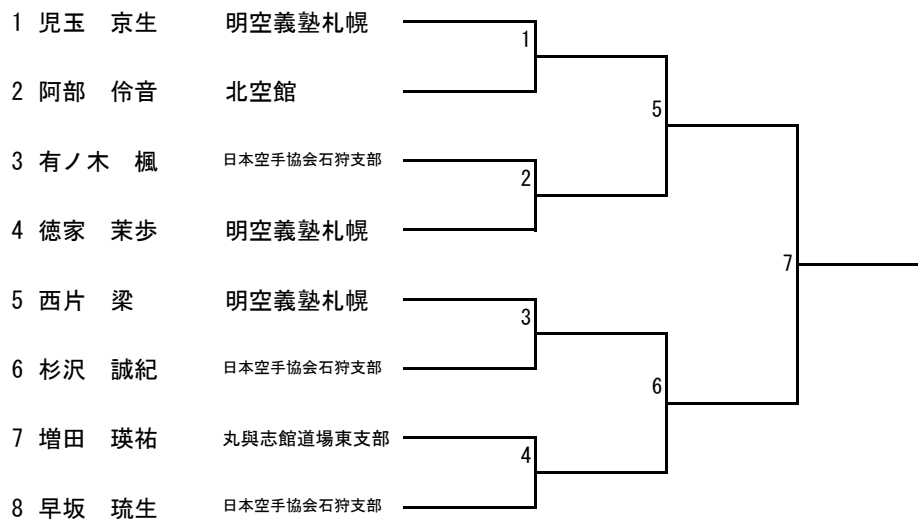 1 児玉　京生 明空義塾札幌
1
2 阿部　伶音 北空館
5
3 有ノ木　楓 日本空手協会石狩支部
2
4 徳家　茉歩 明空義塾札幌
7
5 西片　梁 明空義塾札幌
3
6 杉沢　誠紀 日本空手協会石狩支部
6
7 増田　瑛祐 丸與志館道場東支部
4
8 早坂　琉生 日本空手協会石狩支部